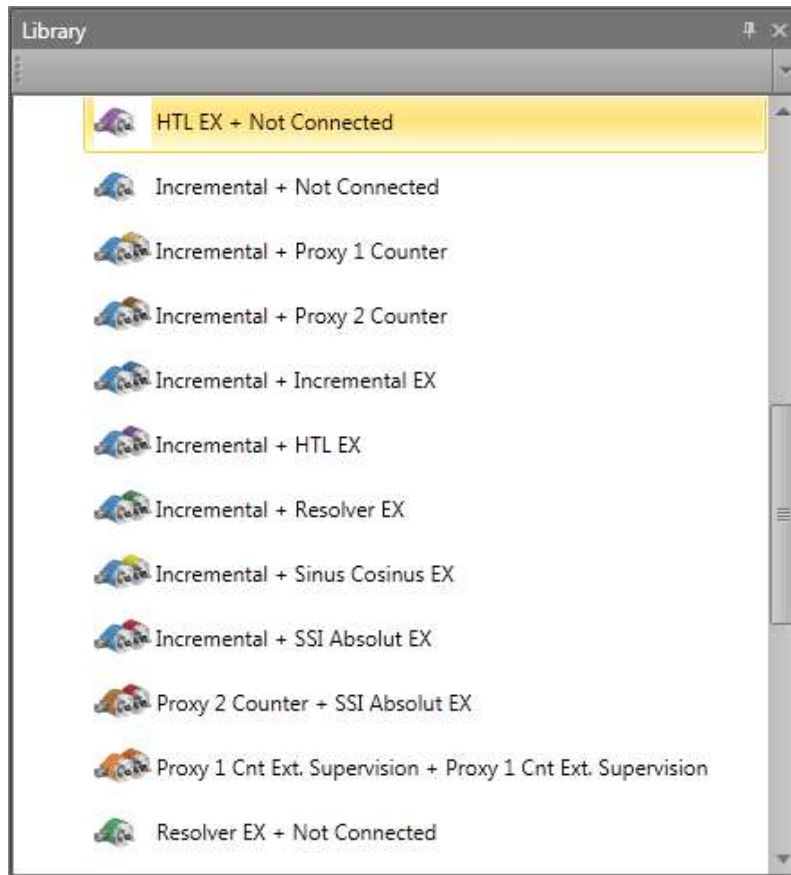 Library
HTL EX + Not Connected
Incremental + Not Connected
Incremental + Proxy 1 Counter
Incremental + Proxy 2 Counter
Incremental + Incremental EX
Incremental + HTL EX
Incremental + Resolver EX
Incremental + Sinus Cosinus EX
Incremental + SSI Absolut EX
Proxy 2 Counter + SSI Absolut EX
Proxy 1 Cnt Ext. Supervision + Proxy 1 Cnt Ext. Supervision
Resolver EX + Not Connected